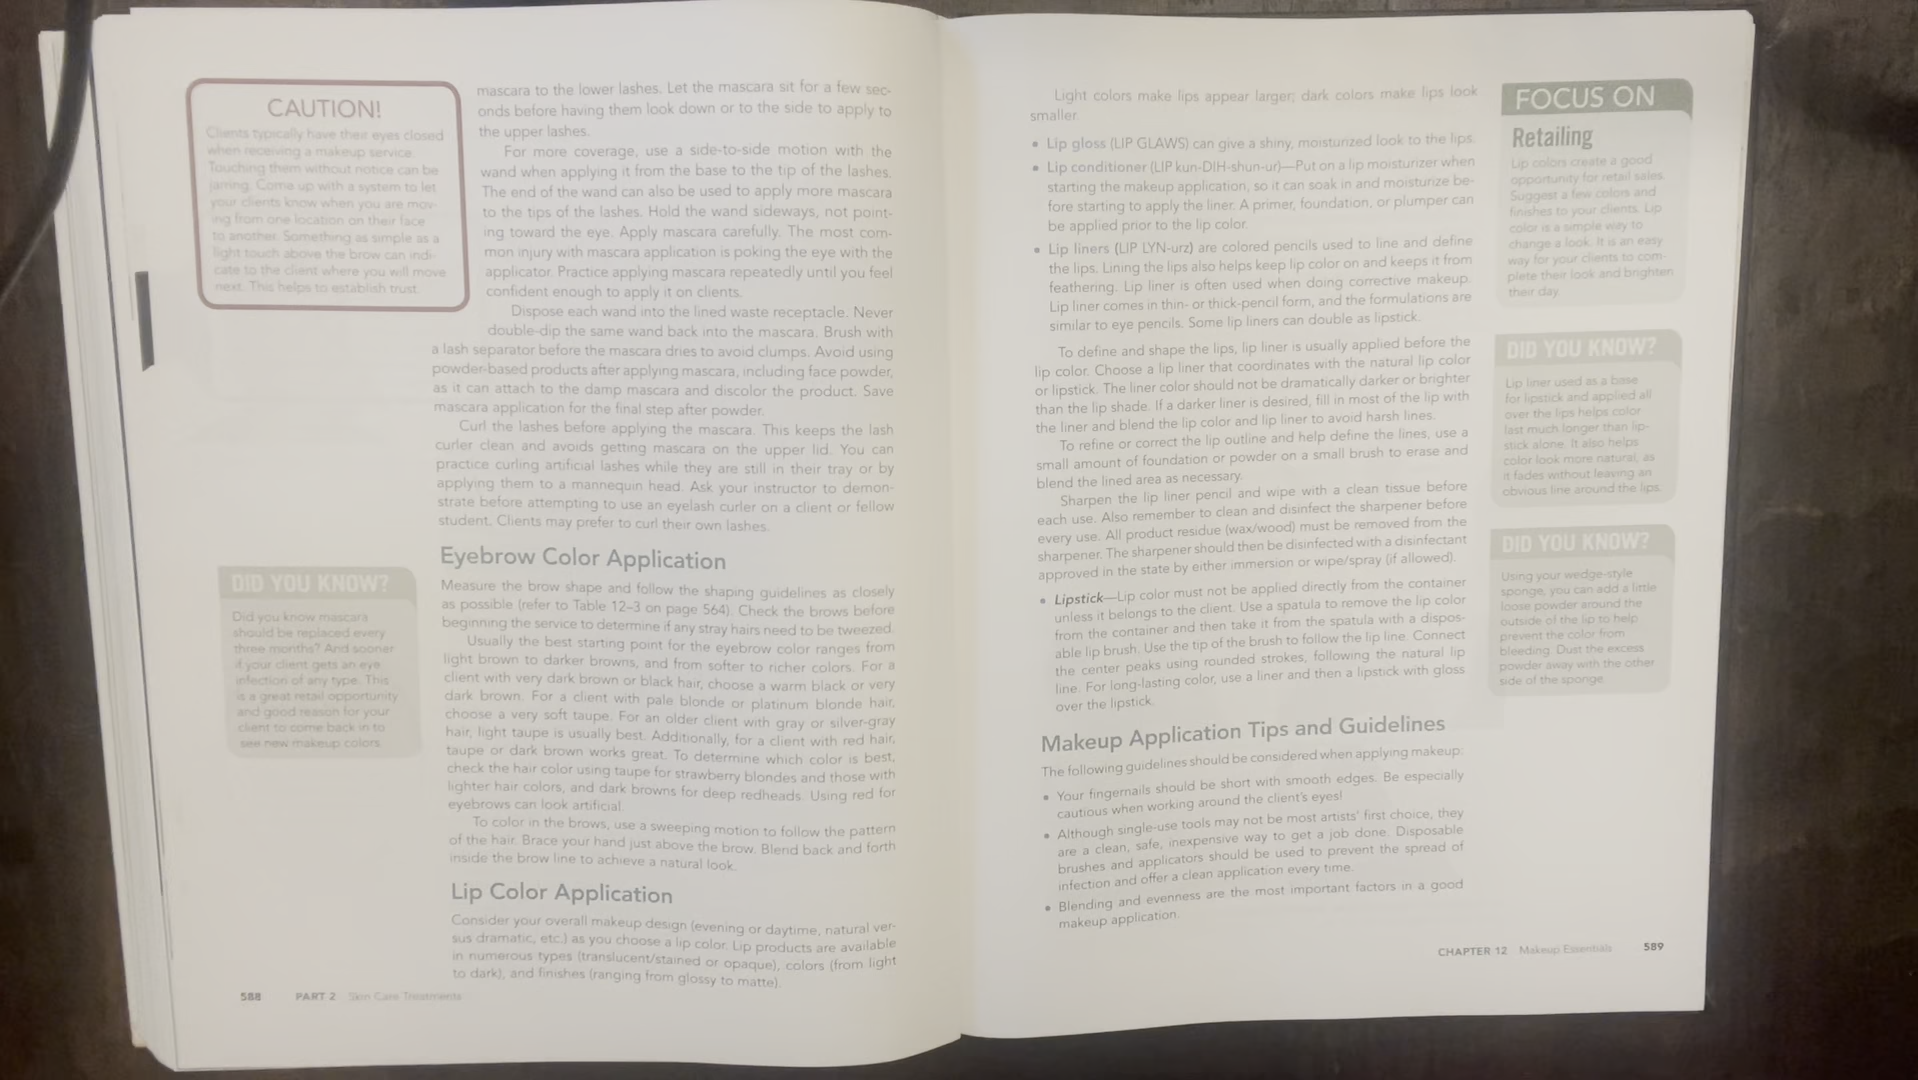 CAUTION!
Clients typically have their eyes closed
when receiving a makeup service.
Touching them without notice can be
jarring. Come up with a system to let
your clients know when you are mov-
ing from one location on their face
to another. Something as simple as a
light touch above the brow can indi-
cate to the client where you will move
next. This helps to establish trust.
mascara to the lower lashes. Let the mascara sit for a few sec-
onds before having them look down or to the side to apply to
the upper lashes.
For more coverage, use a side-to-side motion with the
wand when applying it from the base to the tip of the lashes.
The end of the wand can also be used to apply more mascara
to the tips of the lashes. Hold the wand sideways, not point-
ing toward the eye. Apply mascara carefully. The most com-
mon injury with mascara application is poking the eye with the
applicator. Practice applying mascara repeatedly until you feel
confident enough to apply it on clients.
Dispose each wand into the lined waste receptacle. Never
double-dip the same wand back into the mascara. Brush with
a lash separator before the mascara dries to avoid clumps. Avoid using
powder-based products after applying mascara, including face powder,
as it can attach to the damp mascara and discolor the product. Save
mascara application for the final step after powder.
Curl the lashes before applying the mascara. This keeps the lash
curler clean and avoids getting mascara on the upper lid. You can
practice curling artificial lashes while they are still in their tray or by
applying them to a mannequin head. Ask your instructor to demon-
strate before attempting to use an eyelash curler on a client or fellow
student. Clients may prefer to curl their own lashes.
Eyebrow Color Application
Measure the brow shape and follow the shaping guidelines as closely
as possible (refer to Table 12–3 on page 564). Check the brows before
beginning the service to determine if any stray hairs need to be tweezed.
Usually the best starting point for the eyebrow color ranges from
light brown to darker browns, and from softer to richer colors. For a
client with very dark brown or black hair, choose a warm black or very
dark brown. For a client with pale blonde or platinum blonde hair,
choose a very soft taupe. For an older client with gray or silver-gray
hair, light taupe is usually best. Additionally, for a client with red hair,
taupe or dark brown works great. To determine which color is best,
check the hair color using taupe for strawberry blondes and those with
lighter hair colors, and dark browns for deep redheads. Using red for
eyebrows can look artificial.
To color in the brows, use a sweeping motion to follow the pattern
of the hair. Brace your hand just above the brow. Blend back and forth
inside the brow line to achieve a natural look.
DID YOU KNOW?
Did you know mascara
should be replaced every
three months? And sooner
if your client gets an eye
infection of any type. This
is a great retail opportunity
and good reason for your
client to come back in to
see new makeup colors.
Lip Color Application
Consider your overall makeup design (evening or daytime, natural ver-
sus dramatic, etc.) as you choose a lip color. Lip products are available
in numerous types (translucent/stained or opaque), colors (from light
to dark), and finishes (ranging from glossy to matte).
588 PART 2 Skin Care Treatments
Light colors make lips appear larger; dark colors make lips look
smaller.
• Lip gloss (LIP GLAWS) can give a shiny, moisturized look to the lips.
• Lip conditioner (LIP kun-DIH-shun-ur)—Put on a lip moisturizer when
starting the makeup application, so it can soak in and moisturize be-
fore starting to apply the liner. A primer, foundation, or plumper can
be applied prior to the lip color.
• Lip liners (LIP LYN-urz) are colored pencils used to line and define
the lips. Lining the lips also helps keep lip color on and keeps it from
feathering. Lip liner is often used when doing corrective makeup.
Lip liner comes in thin- or thick-pencil form, and the formulations are
similar to eye pencils. Some lip liners can double as lipstick.
To define and shape the lips, lip liner is usually applied before the
lip color. Choose a lip liner that coordinates with the natural lip color
or lipstick. The liner color should not be dramatically darker or brighter
than the lip shade. If a darker liner is desired, fill in most of the lip with
the liner and blend the lip color and lip liner to avoid harsh lines.
To refine or correct the lip outline and help define the lines, use a
small amount of foundation or powder on a small brush to erase and
blend the lined area as necessary.
Sharpen the lip liner pencil and wipe with a clean tissue before
each use. Also remember to clean and disinfect the sharpener before
every use. All product residue (wax/wood) must be removed from the
sharpener. The sharpener should then be disinfected with a disinfectant
approved in the state by either immersion or wipe/spray (if allowed).
• Lipstick—Lip color must not be applied directly from the container
unless it belongs to the client. Use a spatula to remove the lip color
from the container and then take it from the spatula with a dispos-
able lip brush. Use the tip of the brush to follow the lip line. Connect
the center peaks using rounded strokes, following the natural lip
line. For long-lasting color, use a liner and then a lipstick with gloss
over the lipstick.
Makeup Application Tips and Guidelines
The following guidelines should be considered when applying makeup:
• Your fingernails should be short with smooth edges. Be especially
cautious when working around the client's eyes!
• Although single-use tools may not be most artists' first choice, they
are a clean, safe, inexpensive way to get a job done. Disposable
brushes and applicators should be used to prevent the spread of
infection and offer a clean application every time.
• Blending and evenness are the most important factors in a good
makeup application.
FOCUS ON
Retailing
Lip colors create a good
opportunity for retail sales.
Suggest a few colors and
finishes to your clients. Lip
color is a simple way to
change a look. It is an easy
way for your clients to com-
plete their look and brighten
their day.
DID YOU KNOW?
Lip liner used as a base
for lipstick and applied all
over the lips helps color
last much longer than lip-
stick alone. It also helps
color look more natural, as
it fades without leaving an
obvious line around the lips.
DID YOU KNOW?
Using your wedge-style
sponge, you can add a little
loose powder around the
outside of the lip to help
prevent the color from
bleeding. Dust the excess
powder away with the other
side of the sponge.
CHAPTER 12 Makeup Essentials 589